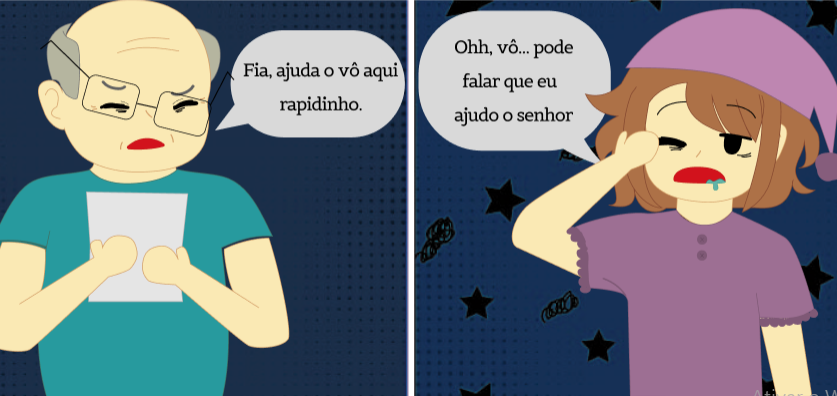 Fia, ajuda o vô aqui
rapidinho.
Ohh, vô... pode
falar que eu
ajudo o senhor